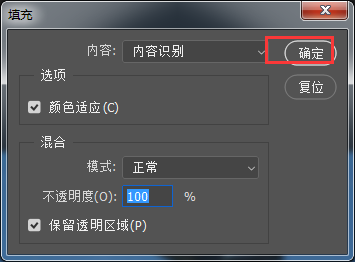 填充
内容: 内容识别
确定
选项
复位
颜色适应(C)
混合
模式: 正常
不透明度(O): 100 %
保留透明区域(P)